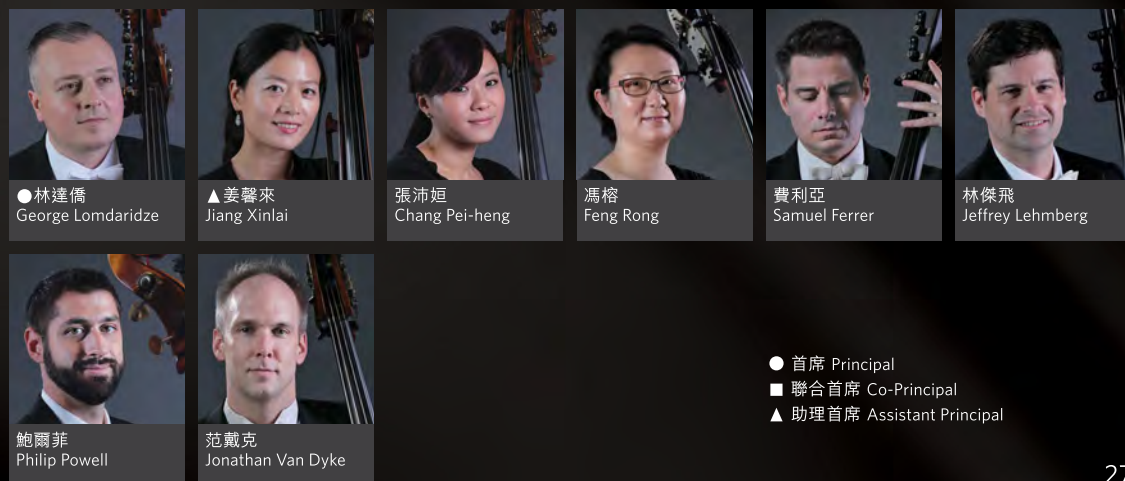 ●林達僑
George Lomdaridze
▲姜馨來
Jiang Xinlai
張沛姮
Chang Pei-heng
馮榕
Feng Rong
費利亞
Samuel Ferrer
林傑飛
Jeffrey Lehmberg
鮑爾菲
Philip Powell
范戴克
Jonathan Van Dyke
● 首席 Principal
■ 聯合首席 Co-Principal
▲ 助理首席 Assistant Principal
27